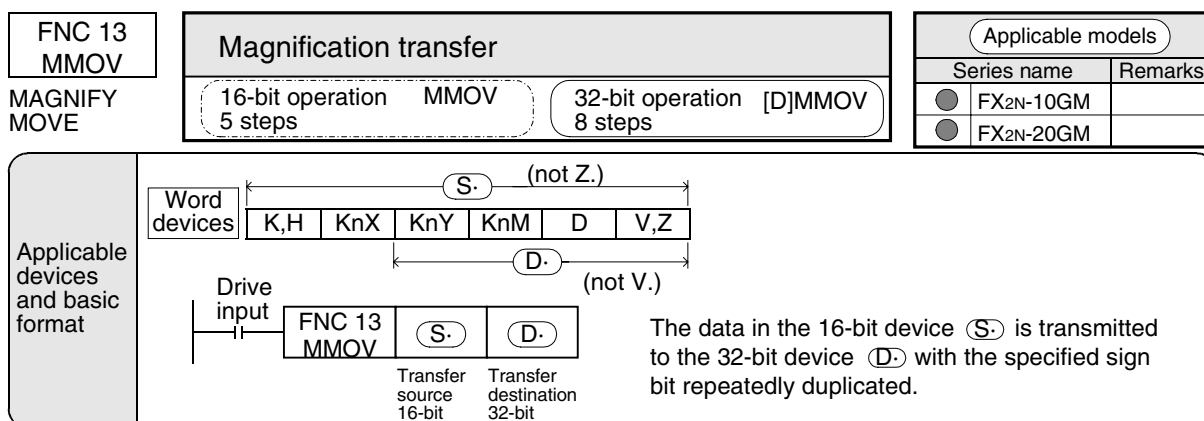 FNC 13
MMOV
MAGNIFY
MOVE
Magnification transfer
16-bit operation MMOV
5 steps
32-bit operation [D]MMOV
8 steps
Applicable models
Series name Remarks
FX2N-10GM
FX2N-20GM
Applicable
devices
and basic
format
Word
devices
S· (not Z.)
K,H KnX KnY KnM D V,Z
D·
(not V.)
Drive
input
FNC 13
MMOV
S· D·
Transfer
source
16-bit
Transfer
destination
32-bit
The data in the 16-bit device S· is transmitted
to the 32-bit device D· with the specified sign
bit repeatedly duplicated.